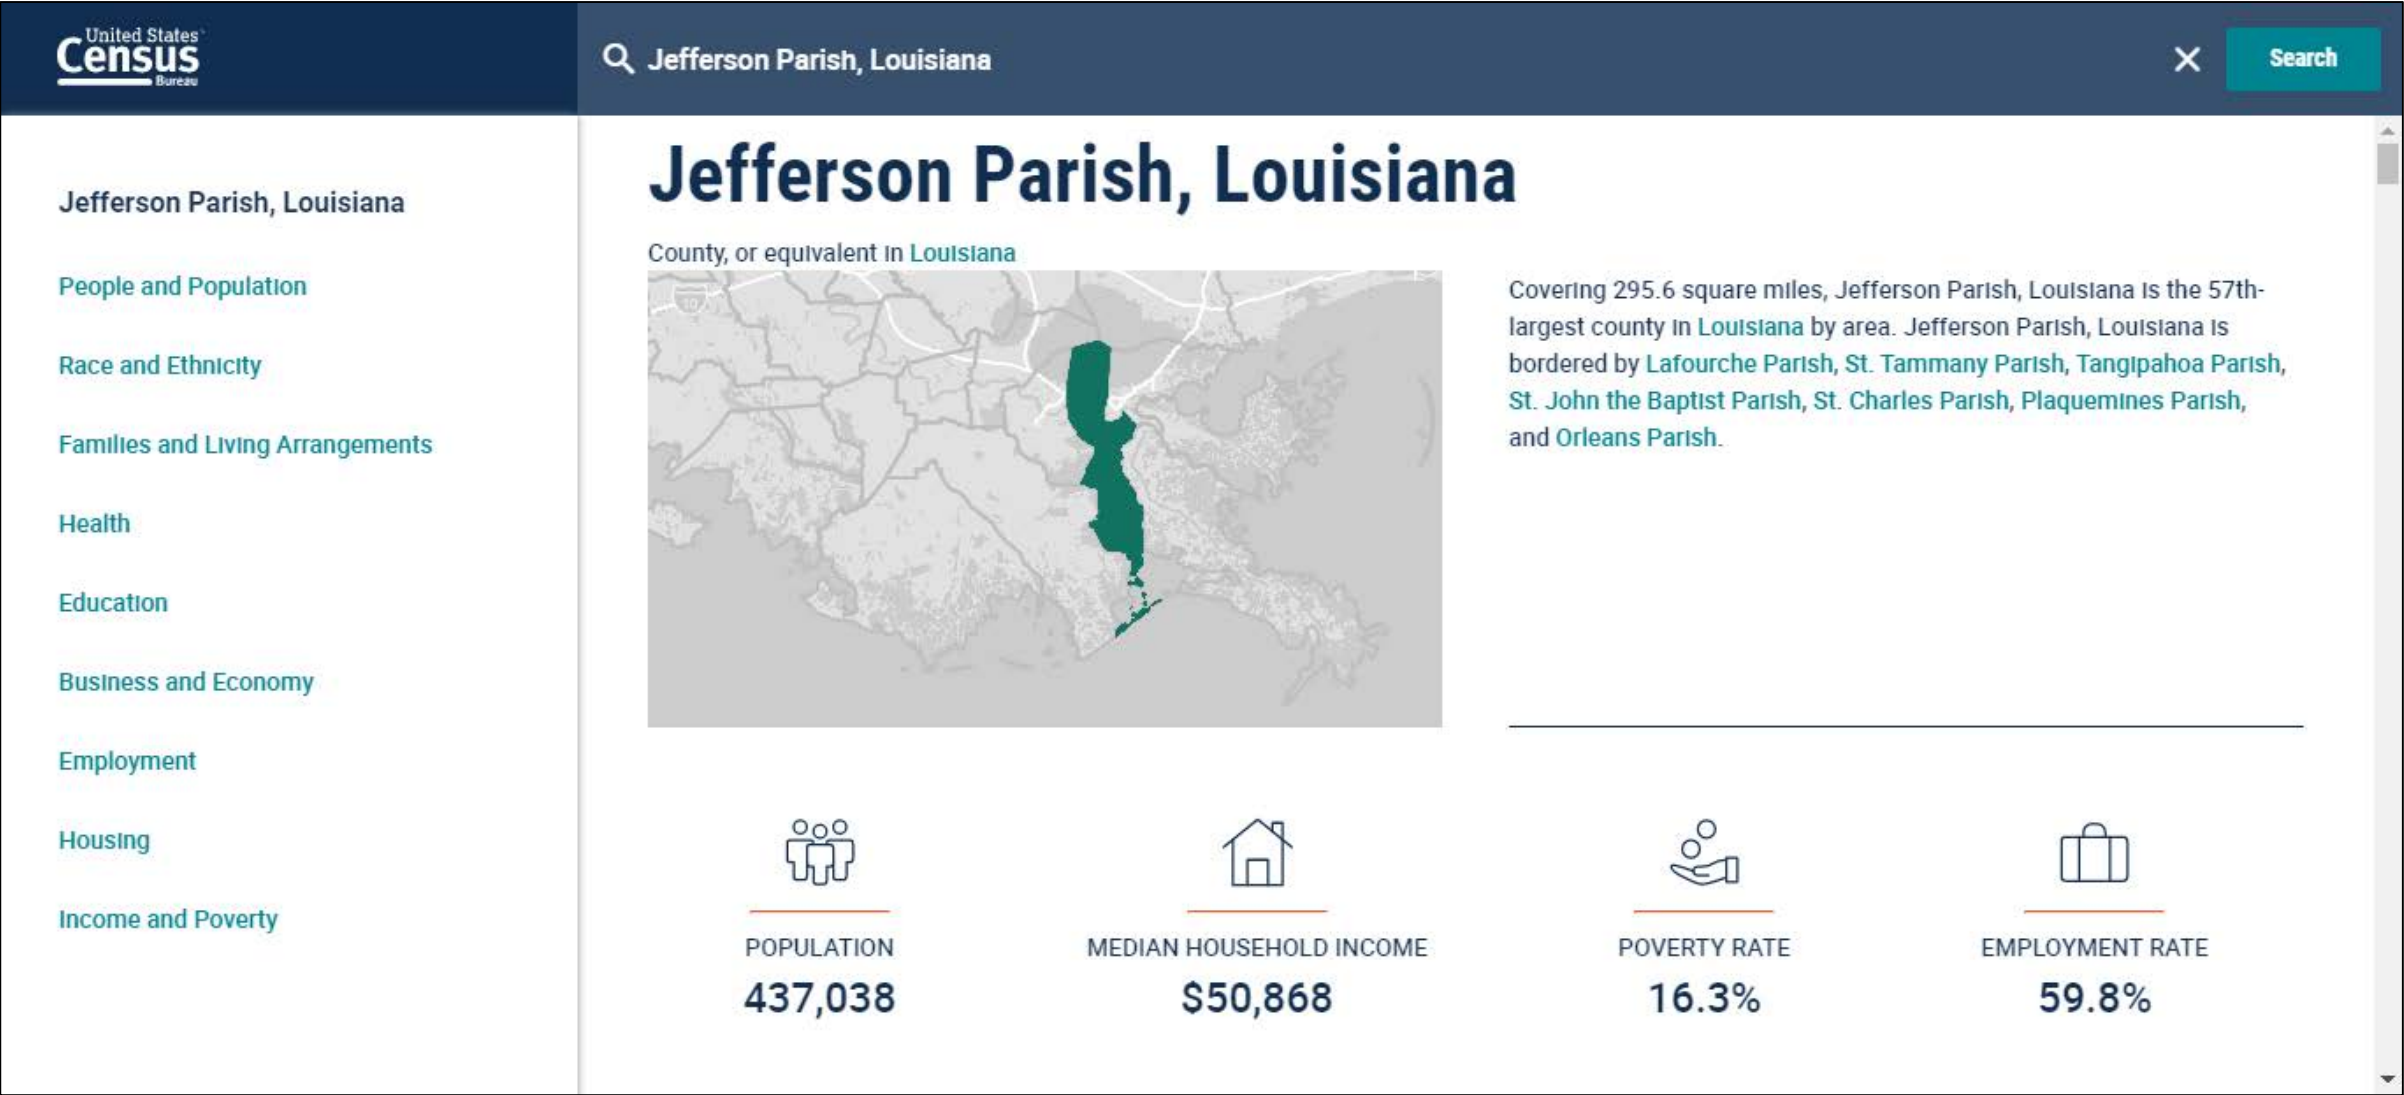 United States
Census
Bureau
Jefferson Parish, Louisiana
Search
Jefferson Parish, Louisiana
People and Population
Race and Ethnicity
Families and Living Arrangements
Health
Education
Business and Economy
Employment
Housing
Income and Poverty
Jefferson Parish, Louisiana
County, or equivalent in Louisiana
10
Covering 295.6 square miles, Jefferson Parish, Louisiana is the 57th-
largest county in Louisiana by area. Jefferson Parish, Louisiana is
bordered by Lafourche Parish, St. Tammany Parish, Tangipahoa Parish,
St. John the Baptist Parish, St. Charles Parish, Plaquemines Parish,
and Orleans Parish.
POPULATION
437,038
MEDIAN HOUSEHOLD INCOME
$50,868
POVERTY RATE
16.3%
EMPLOYMENT RATE
59.8%